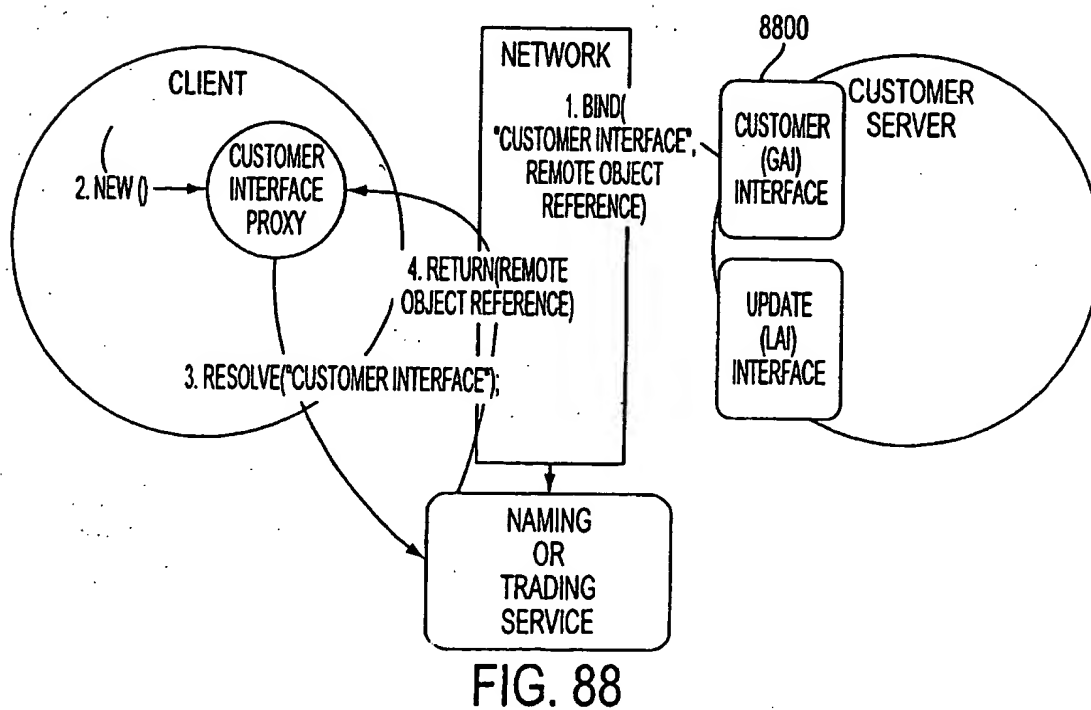 8800
NETWORK
CLIENT
1. BIND(
"CUSTOMER INTERFACE",
REMOTE OBJECT
REFERENCE)
CUSTOMER
(GAI)
INTERFACE
CUSTOMER
SERVER
2. NEW ()
CUSTOMER
INTERFACE
PROXY
4. RETURN(REMOTE
OBJECT REFERENCE)
UPDATE
(LAI)
INTERFACE
3. RESOLVE("CUSTOMER INTERFACE");
NAMING
OR
TRADING
SERVICE
FIG. 88